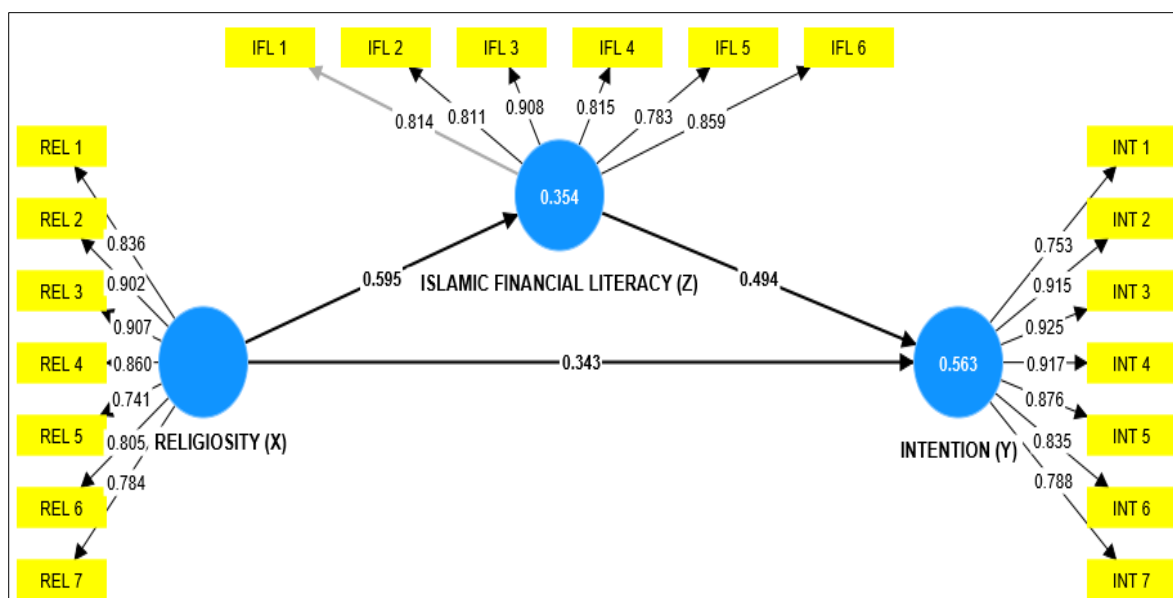 IFL 1
IFL 2
IFL 3
IFL 4
IFL 5
IFL 6
0.814
0.811
0.908
0.815
0.783
0.859
REL 1
REL 2
REL 3
REL 4
REL 5
REL 6
REL 7
0.836
0.902
0.907
0.860
0.741
0.805
0.784
RELIGIOSITY (X)
0.595
0.354
ISLAMIC FINANCIAL LITERACY (Z)
0.494
0.343
0.563
INTENTION (Y)
0.753
0.915
0.925
0.917
0.876
0.835
0.788
INT 1
INT 2
INT 3
INT 4
INT 5
INT 6
INT 7